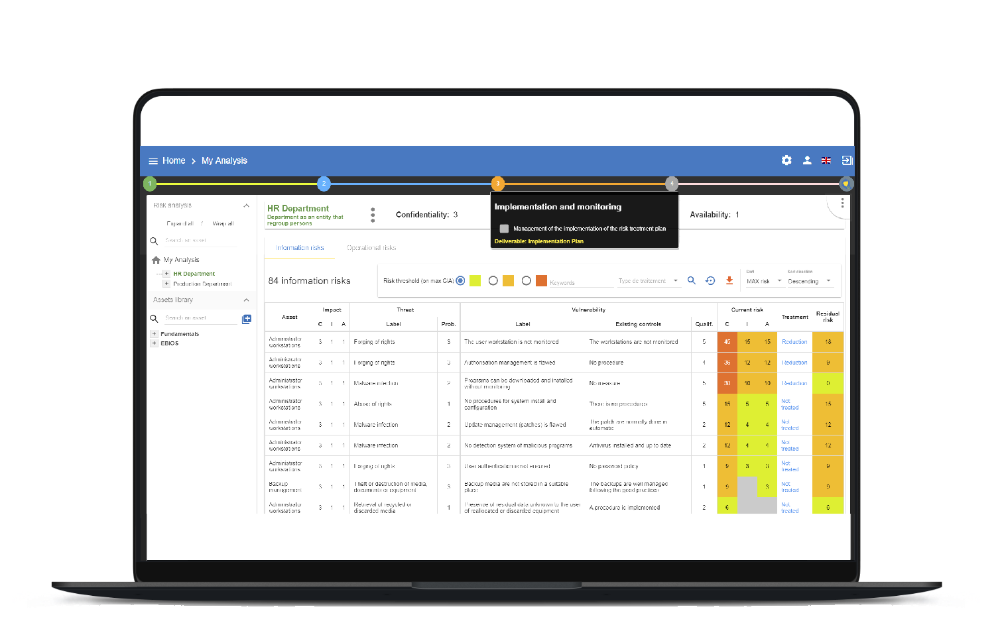 Home > My Analysis
1
2
3
4
Risk analysis
Expand all / Wrap all
Search an asset
My Analysis
+ HR Department
+ Production Department
Assets library
Search an asset
+ Fundamentals
+ EBIOS
HR Department
Department as an entity that
regroup persons
Confidentiality: 3
Implementation and monitoring
Management of the implementation of the risk treatment plan
Deliverable: Implementation Plan
Availability: 1
Information risks
Operational risks
84 information risks
Risk threshold (on max CIA)
Keywords
Type de traitement
Sort
MAX risk
Sort direction
Descending
Asset Impact Threat Vulnerability Current risk Treatment Residual risk
C I A Label Prob. Label Existing controls Qualif. C I A
Administrator workstations 3 1 1 Forging of rights 3 The user workstation is not monitored The workstations are not monitored 5 45 15 15 Reduction 18
Administrator workstations 3 1 1 Forging of rights 3 Authorisation management is flawed No procedure 4 36 12 12 Reduction 9
Administrator workstations 3 1 1 Malware infection 2 Programs can be downloaded and installed without monitoring No measure 5 30 10 10 Reduction 0
Administrator workstations 3 1 1 Abuse of rights 1 No procedures for system install and configuration There is no procedures 5 15 5 5 Not treated 15
Administrator workstations 3 1 1 Malware infection 2 Update management (patches) is flawed The patch are normally done in automatic 2 12 4 4 Not treated 12
Administrator workstations 3 1 1 Malware infection 2 No detection system of malicious programs Antivirus installed and up to date 2 12 4 4 Not treated 12
Administrator workstations 3 1 1 Forging of rights 3 User authentication is not ensured No password policy 1 9 3 3 Not treated 9
Backup management 3 1 1 Theft or destruction of media, documents or equipment 3 Backup media are not stored in a suitable place The backups are well managed following the good practices 1 9 3 Not treated 9
Administrator workstations 3 1 1 Retrieval of recycled or discarded media 1 Presence of residual data unknown to the user of reallocated or discarded equipment A procedure is implemented 2 6 Not treated 6